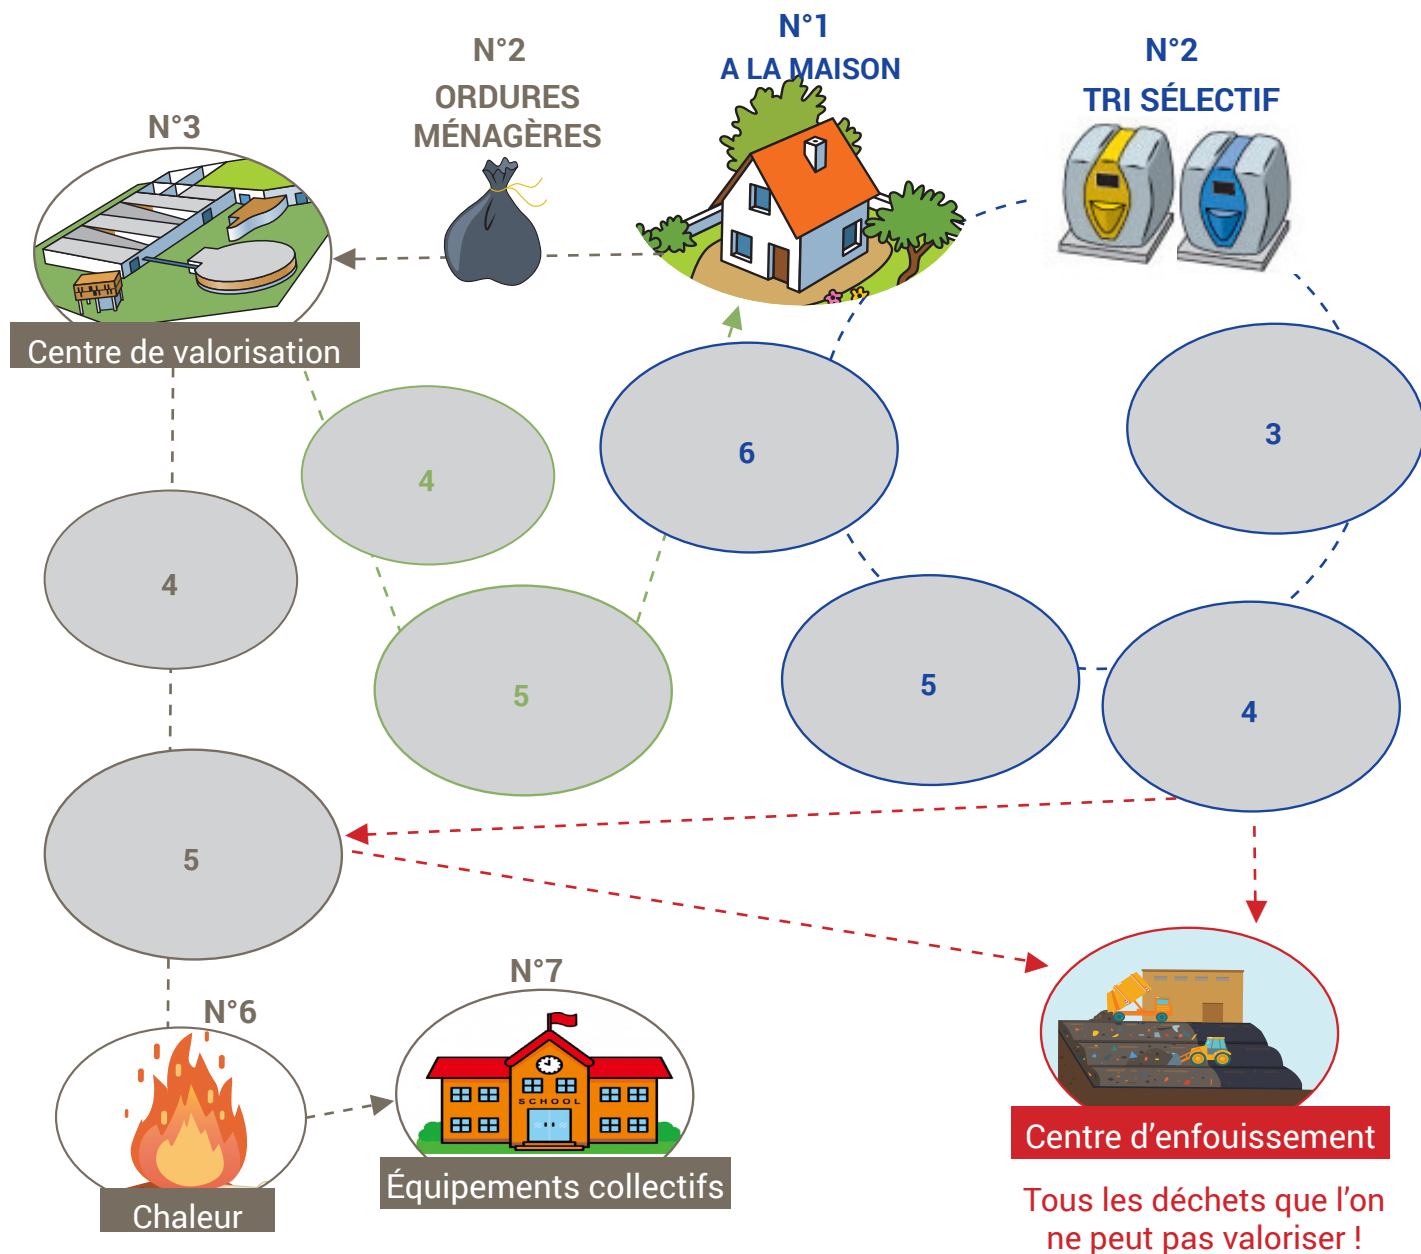 N°1
A LA MAISON
N°2
ORDURES
MÉNAGÈRES
N°2
TRI SÉLECTIF
N°3
Centre de valorisation
4
6
3
4
5
5
4
5
N°6
Chaleur
N°7
SCHOOL
Équipements collectifs
Centre d'enfouissement
Tous les déchets que l'on
ne peut pas valoriser !